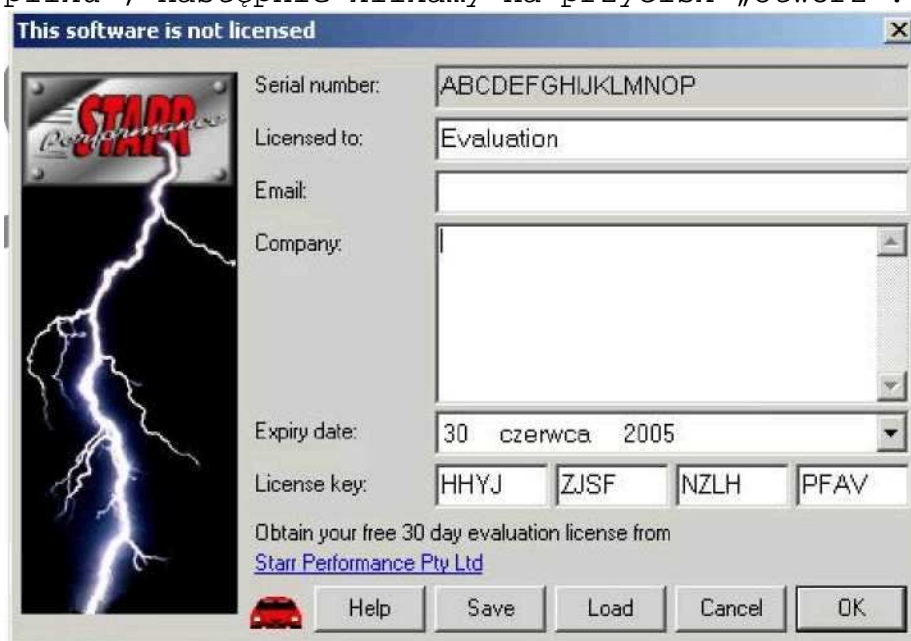 This software is not licensed
STARR
Performance
Serial number: ABCDEFGHIJKLMNOP
Licensed to: Evaluation
Email:
Company:
Expiry date: 30 czerwca 2005
License key: HHYJ ZJSF NZLH PFAV
Obtain your free 30 day evaluation license from
Starr Performance Pty Ltd
Help Save Load Cancel OK